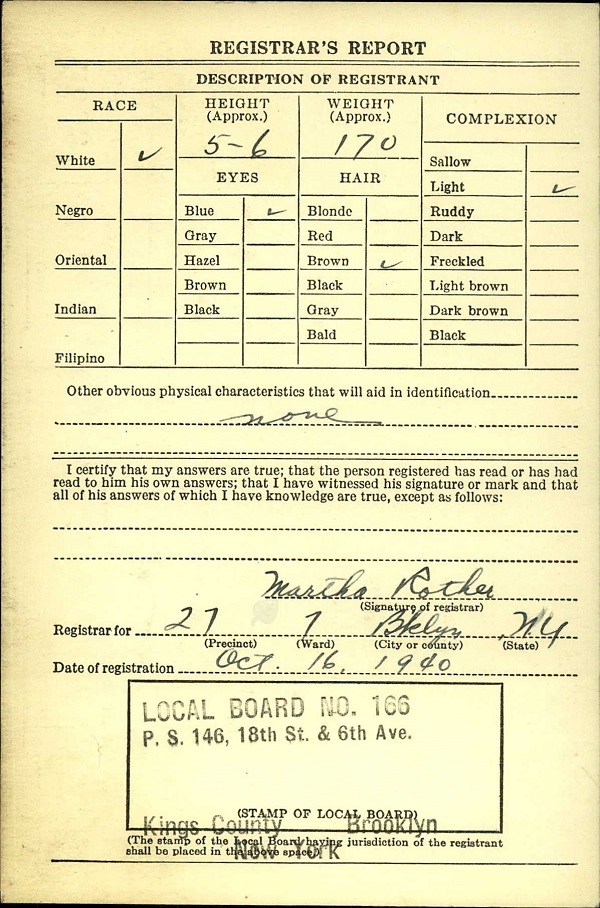 REGISTRAR'S REPORT
DESCRIPTION OF REGISTRANT
RACE
HEIGHT
(Approx.)
WEIGHT
(Approx.)
COMPLEXION
5-6
170
White ✓
Sallow
EYES
HAIR
Light ✓
Negro
Blue ✓
Blonde
Ruddy
Gray
Red
Dark
Oriental
Hazel
Brown ✓
Freckled
Brown
Black
Light brown
Indian
Black
Gray
Dark brown
Bald
Black
Filipino
Other obvious physical characteristics that will aid in identification
none
I certify that my answers are true; that the person registered has read or has had
read to him his own answers; that I have witnessed his signature or mark and that
all of his answers of which I have knowledge are true, except as follows:
Martha Rother
(Signature of registrar)
Registrar for 27 7 Bklyn NY
(Precinct) (Ward) (City or county) (State)
Date of registration Oct. 16, 1940
LOCAL BOARD NO. 166
P. S. 146, 18th St. & 6th Ave.
(STAMP OF LOCAL BOARD)
Kings County Brooklyn
(The stamp of the Local Board having jurisdiction of the registrant
New York
shall be placed in the above space.)